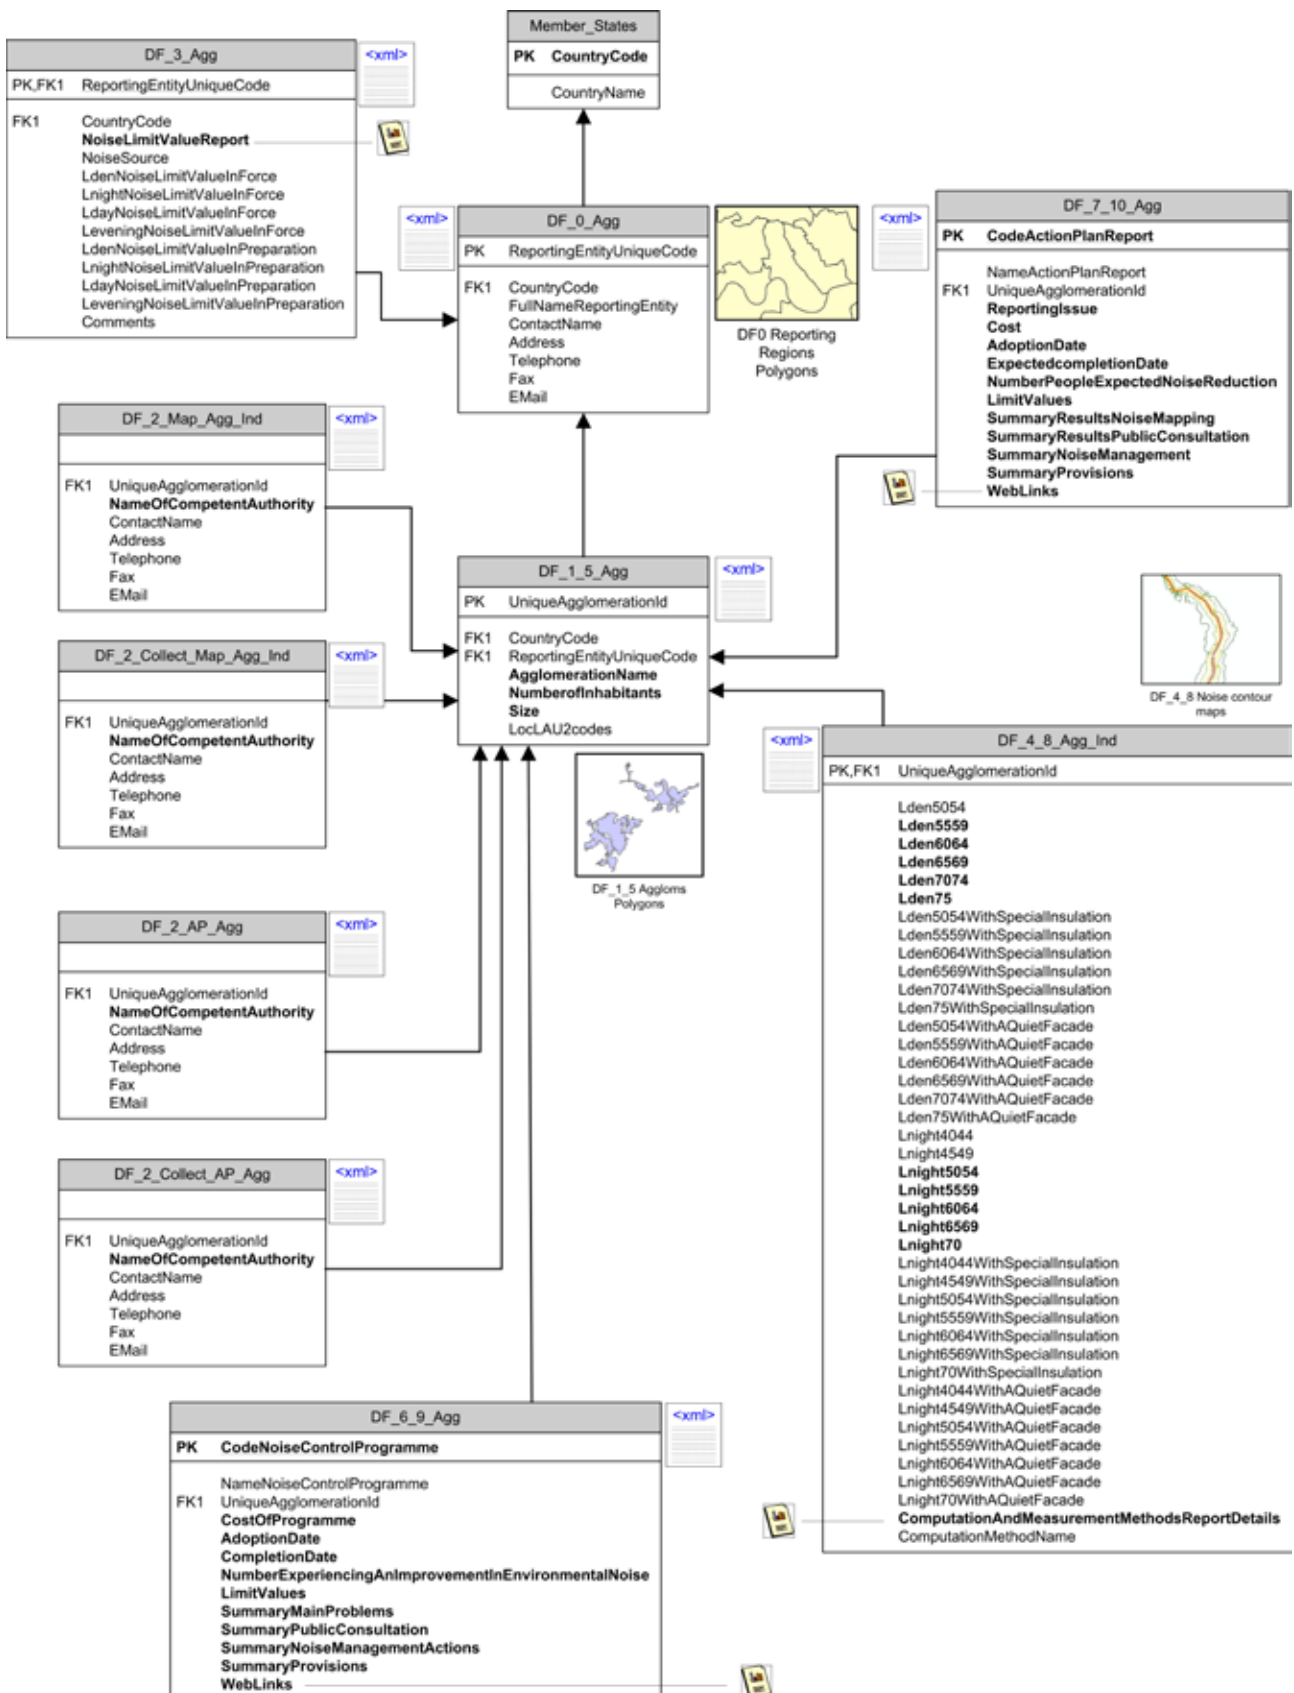 Member_States
PK CountryCode
CountryName
DF_3_Agg
<xml>
PK,FK1 ReportingEntityUniqueCode
FK1 CountryCode
NoiseLimitValueReport
NoiseSource
LdenNoiseLimitValueInForce
LnightNoiseLimitValueInForce
LdayNoiseLimitValueInForce
LeveningNoiseLimitValueInForce
LdenNoiseLimitValueInPreparation
LnightNoiseLimitValueInPreparation
LdayNoiseLimitValueInPreparation
LeveningNoiseLimitValueInPreparation
Comments
<xml>
DF_0_Agg
PK ReportingEntityUniqueCode
FK1 CountryCode
FullNameReportingEntity
ContactName
Address
Telephone
Fax
EMail
DF0 Reporting
Regions
Polygons
<xml>
DF_7_10_Agg
PK CodeActionPlanReport
NameActionPlanReport
FK1 UniqueAgglomerationId
ReportingIssue
Cost
AdoptionDate
ExpectedcompletionDate
NumberPeopleExpectedNoiseReduction
LimitValues
SummaryResultsNoiseMapping
SummaryResultsPublicConsultation
SummaryNoiseManagement
SummaryProvisions
WebLinks
DF_2_Map_Agg_Ind
<xml>
FK1 UniqueAgglomerationId
NameOfCompetentAuthority
ContactName
Address
Telephone
Fax
EMail
DF_1_5_Agg
<xml>
PK UniqueAgglomerationId
FK1 CountryCode
FK1 ReportingEntityUniqueCode
AgglomerationName
NumberofInhabitants
Size
LocLAU2codes
DF_1_5 Aggloms
Polygons
DF_4_8 Noise contour
maps
DF_2_Collect_Map_Agg_Ind
<xml>
FK1 UniqueAgglomerationId
NameOfCompetentAuthority
ContactName
Address
Telephone
Fax
EMail
<xml>
DF_4_8_Agg_Ind
PK,FK1 UniqueAgglomerationId
Lden5054
Lden5559
Lden6064
Lden6569
Lden7074
Lden75
Lden5054WithSpecialInsulation
Lden5559WithSpecialInsulation
Lden6064WithSpecialInsulation
Lden6569WithSpecialInsulation
Lden7074WithSpecialInsulation
Lden75WithSpecialInsulation
Lden5054WithAQuietFacade
Lden5559WithAQuietFacade
Lden6064WithAQuietFacade
Lden6569WithAQuietFacade
Lden7074WithAQuietFacade
Lden75WithAQuietFacade
Lnight4044
Lnight4549
Lnight5054
Lnight5559
Lnight6064
Lnight6569
Lnight70
Lnight4044WithSpecialInsulation
Lnight4549WithSpecialInsulation
Lnight5054WithSpecialInsulation
Lnight5559WithSpecialInsulation
Lnight6064WithSpecialInsulation
Lnight6569WithSpecialInsulation
Lnight70WithSpecialInsulation
Lnight4044WithAQuietFacade
Lnight4549WithAQuietFacade
Lnight5054WithAQuietFacade
Lnight5559WithAQuietFacade
Lnight6064WithAQuietFacade
Lnight6569WithAQuietFacade
Lnight70WithAQuietFacade
ComputationAndMeasurementMethodsReportDetails
ComputationMethodName
DF_2_AP_Agg
<xml>
FK1 UniqueAgglomerationId
NameOfCompetentAuthority
ContactName
Address
Telephone
Fax
EMail
DF_2_Collect_AP_Agg
<xml>
FK1 UniqueAgglomerationId
NameOfCompetentAuthority
ContactName
Address
Telephone
Fax
EMail
DF_6_9_Agg
<xml>
PK CodeNoiseControlProgramme
NameNoiseControlProgramme
FK1 UniqueAgglomerationId
CostOfProgramme
AdoptionDate
CompletionDate
NumberExperiencingAnImprovementInEnvironmentalNoise
LimitValues
SummaryMainProblems
SummaryPublicConsultation
SummaryNoiseManagementActions
SummaryProvisions
WebLinks